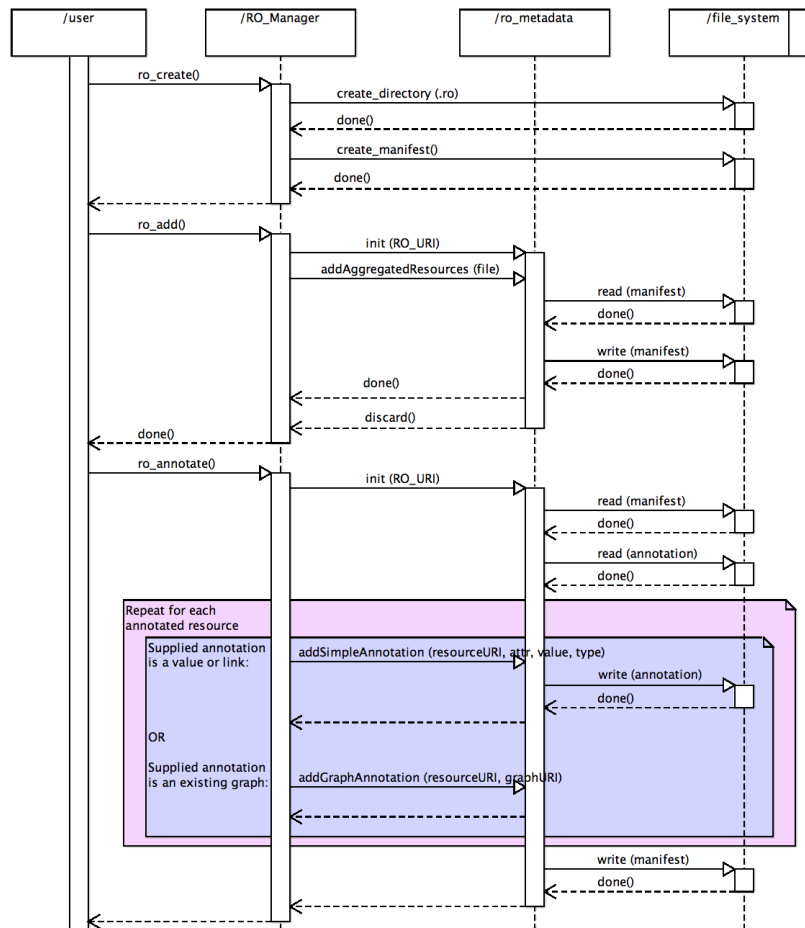 /user
/RO_Manager
/ro_metadata
/file_system
ro_create()
create_directory (.ro)
done()
create_manifest()
done()
ro_add()
init (RO_URI)
addAggregatedResources (file)
read (manifest)
done()
write (manifest)
done()
done()
discard()
done()
ro_annotate()
init (RO_URI)
read (manifest)
done()
read (annotation)
done()
Repeat for each
annotated resource
Supplied annotation
is a value or link:
addSimpleAnnotation (resourceURI, attr, value, type)
write (annotation)
done()
OR
Supplied annotation
is an existing graph:
addGraphAnnotation (resourceURI, graphURI)
write (manifest)
done()